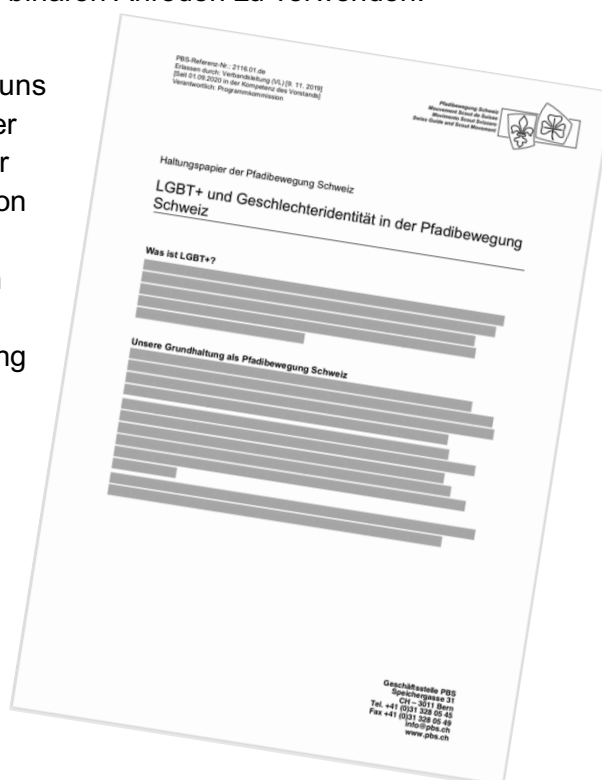 binären Anreden zu verwenden.
uns
er
r
on
ng
PBS-Referenz-Nr.: 2116.01.de
Erlassen durch: Verbandsleitung (VL) [9. 11. 2019]
[Seit 01.09.2020 in der Kompetenz des Vorstands]
Verantwortlich: Programmkommission
Pfadibewegung Schweiz
Mouvement Scout de Suisse
Movimento Scout Svizzero
Swiss Guide and Scout Movement
Haltungspapier der Pfadibewegung Schweiz
LGBT+ und Geschlechteridentität in der Pfadibewegung
Schweiz
Was ist LGBT+?
Unsere Grundhaltung als Pfadibewegung Schweiz
Geschäftsstelle PBS
Speichergasse 31
CH – 3011 Bern
Tel. +41 (0)31 328 05 45
Fax +41 (0)31 328 05 49
info@pbs.ch
www.pbs.ch